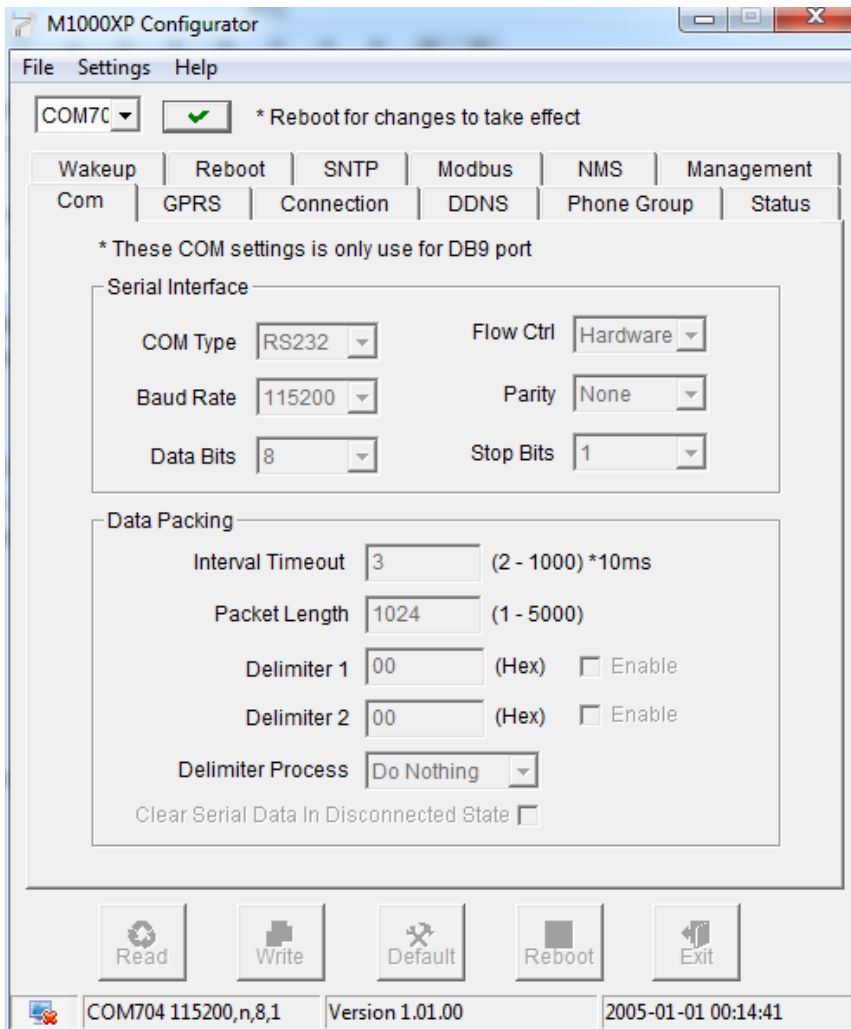 M1000XP Configurator
File Settings Help
COM70 * Reboot for changes to take effect
Wakeup Reboot SNTP Modbus NMS Management
Com GPRS Connection DDNS Phone Group Status
* These COM settings is only use for DB9 port
Serial Interface
COM Type RS232 Flow Ctrl Hardware
Baud Rate 115200 Parity None
Data Bits 8 Stop Bits 1
Data Packing
Interval Timeout 3 (2 - 1000) *10ms
Packet Length 1024 (1 - 5000)
Delimiter 1 00 (Hex) Enable
Delimiter 2 00 (Hex) Enable
Delimiter Process Do Nothing
Clear Serial Data In Disconnected State
Read Write Default Reboot Exit
COM704 115200,n,8,1 Version 1.01.00 2005-01-01 00:14:41